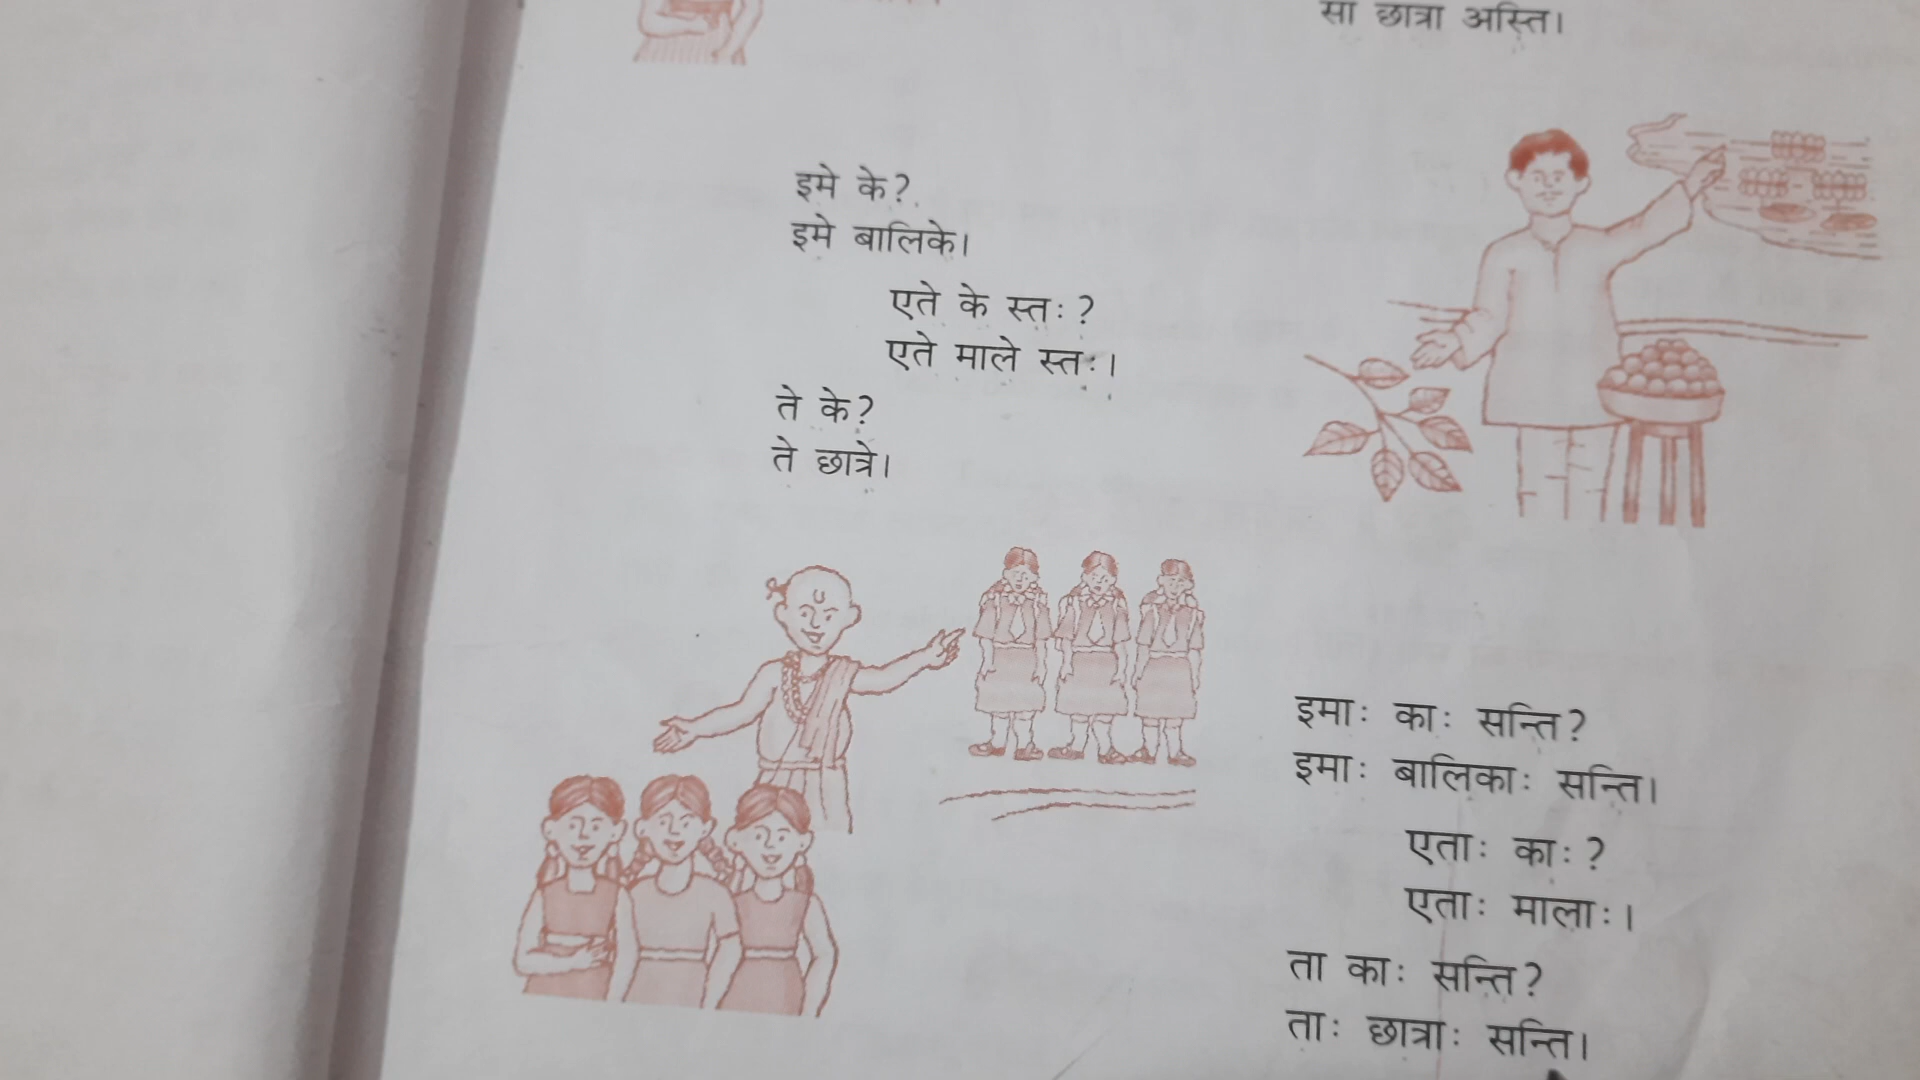 सा छात्रा अस्ति।
इमे के?
इमे बालिके।
एते के स्तः?
एते माले स्तः।
ते के?
ते छात्रे।
इमाः काः सन्ति?
इमाः बालिकाः सन्ति।
एताः काः?
एताः मालाः।
ता काः सन्ति?
ताः छात्राः सन्ति।